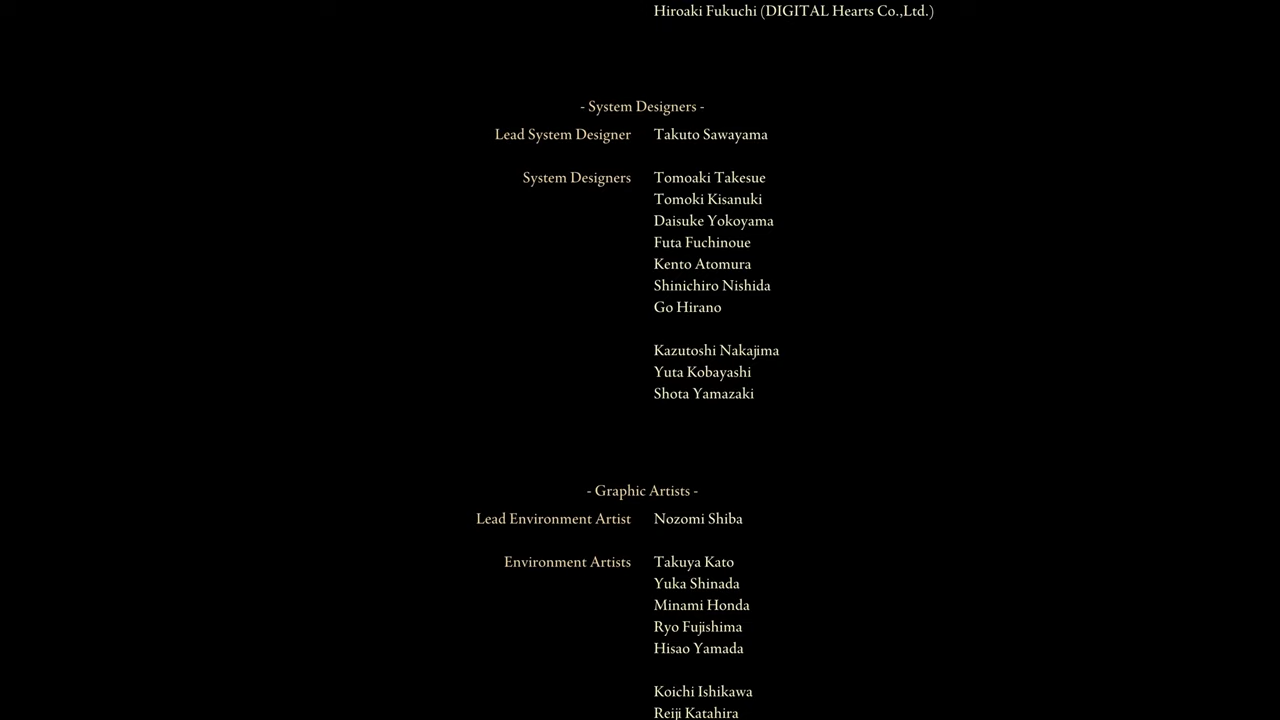 Hiroaki Fukuchi (DIGITAL Hearts Co.,Ltd.)
- System Designers -
Lead System Designer Takuto Sawayama
System Designers Tomoaki Takesue
Tomoki Kisanuki
Daisuke Yokoyama
Futa Fuchinoue
Kento Atomura
Shinichiro Nishida
Go Hirano
Kazutoshi Nakajima
Yuta Kobayashi
Shota Yamazaki
- Graphic Artists -
Lead Environment Artist Nozomi Shiba
Environment Artists Takuya Kato
Yuka Shinada
Minami Honda
Ryo Fujishima
Hisao Yamada
Koichi Ishikawa
Reiji Katahira